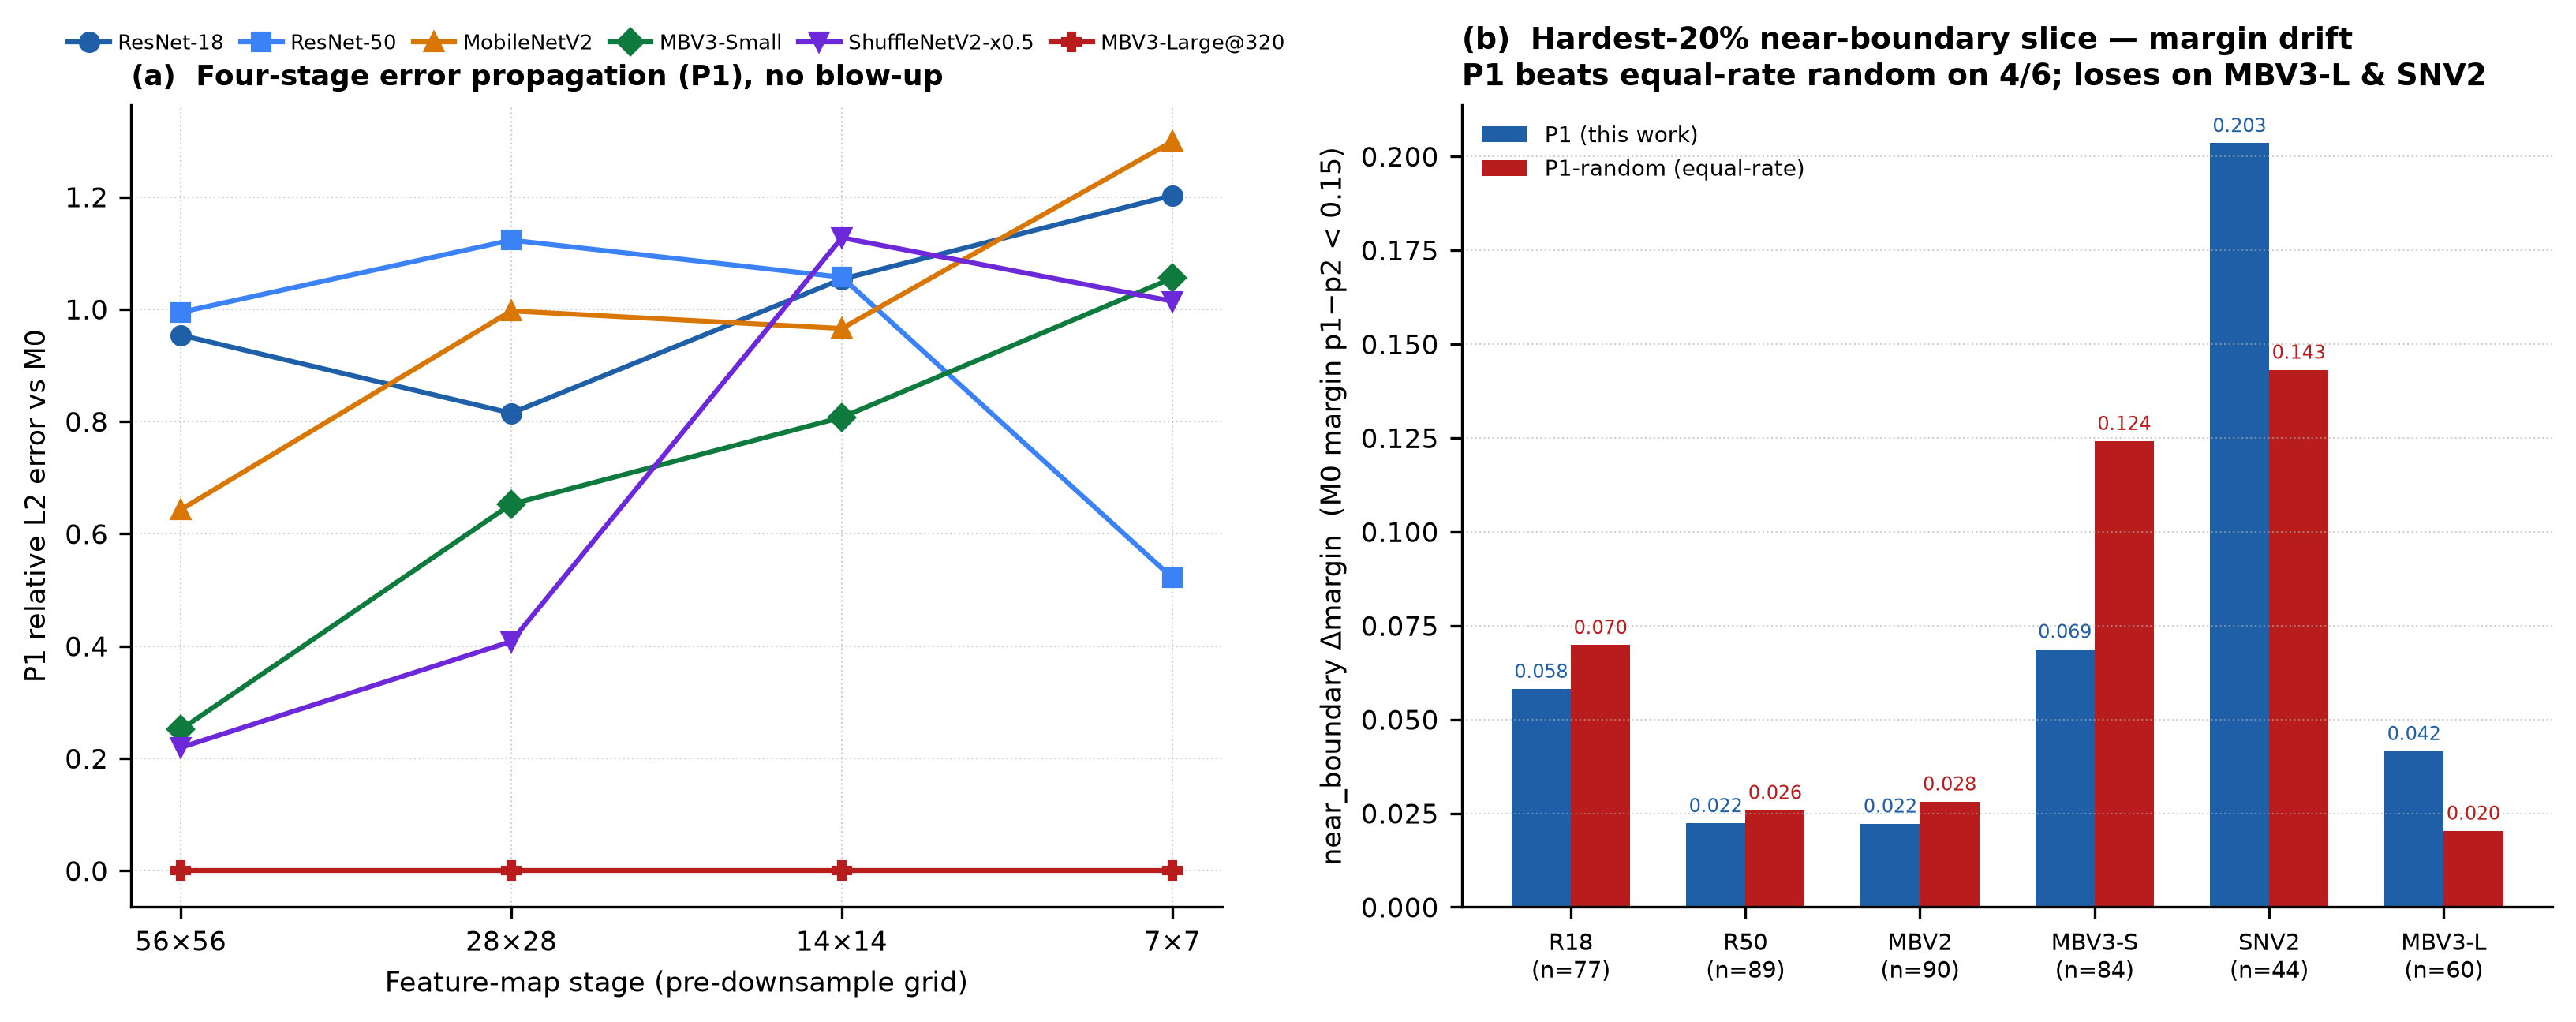 ResNet-18 ResNet-50 MobileNetV2 MBV3-Small ShuffleNetV2-x0.5 MBV3-Large@320
(a) Four-stage error propagation (P1), no blow-up
P1 relative L2 error vs M0
1.2
1.0
0.8
0.6
0.4
0.2
0.0
56×56 28×28 14×14 7×7
Feature-map stage (pre-downsample grid)
(b) Hardest-20% near-boundary slice — margin drift
P1 beats equal-rate random on 4/6; loses on MBV3-L & SNV2
near_boundary Δmargin (M0 margin p1−p2 < 0.15)
P1 (this work)
P1-random (equal-rate)
0.200
0.175
0.150
0.125
0.100
0.075
0.050
0.025
0.000
0.058 0.070
0.022 0.026
0.022 0.028
0.069 0.124
0.203 0.143
0.042 0.020
R18 R50 MBV2 MBV3-S SNV2 MBV3-L
(n=77) (n=89) (n=90) (n=84) (n=44) (n=60)